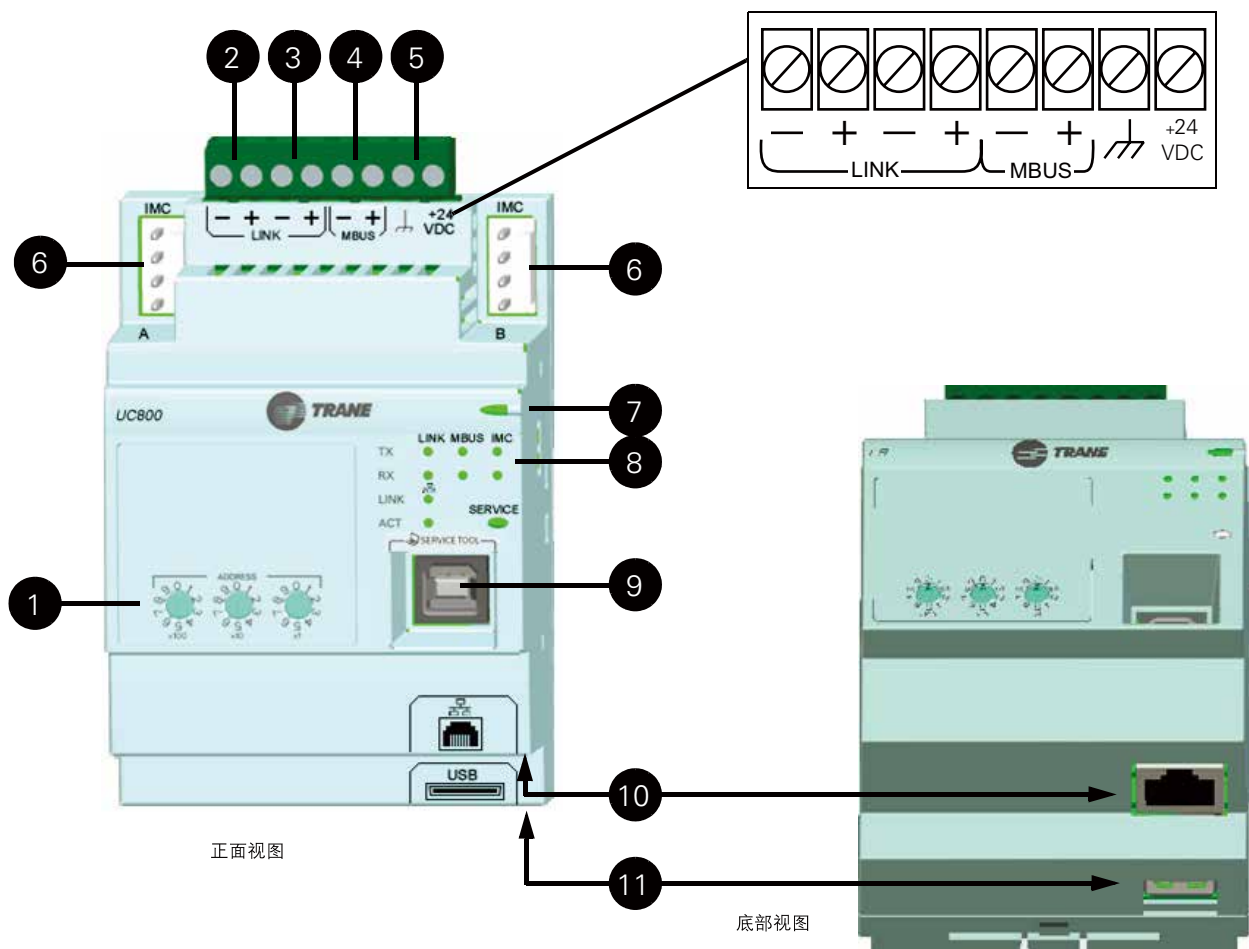 2 3 4 5
— + — + — + +24 VDC
LINK MBUS
IMC
− + − + − + +24 VDC
LINK MBUS
IMC
6
6
A
B
UC800
TRANE
7
LINK MBUS IMC
TX
8
RX
LINK
SERVICE
ACT
SERVICE TOOL
9
ADDRESS
1
x100 x10 x1
USB
10
11
正面视图
底部视图
TRANE